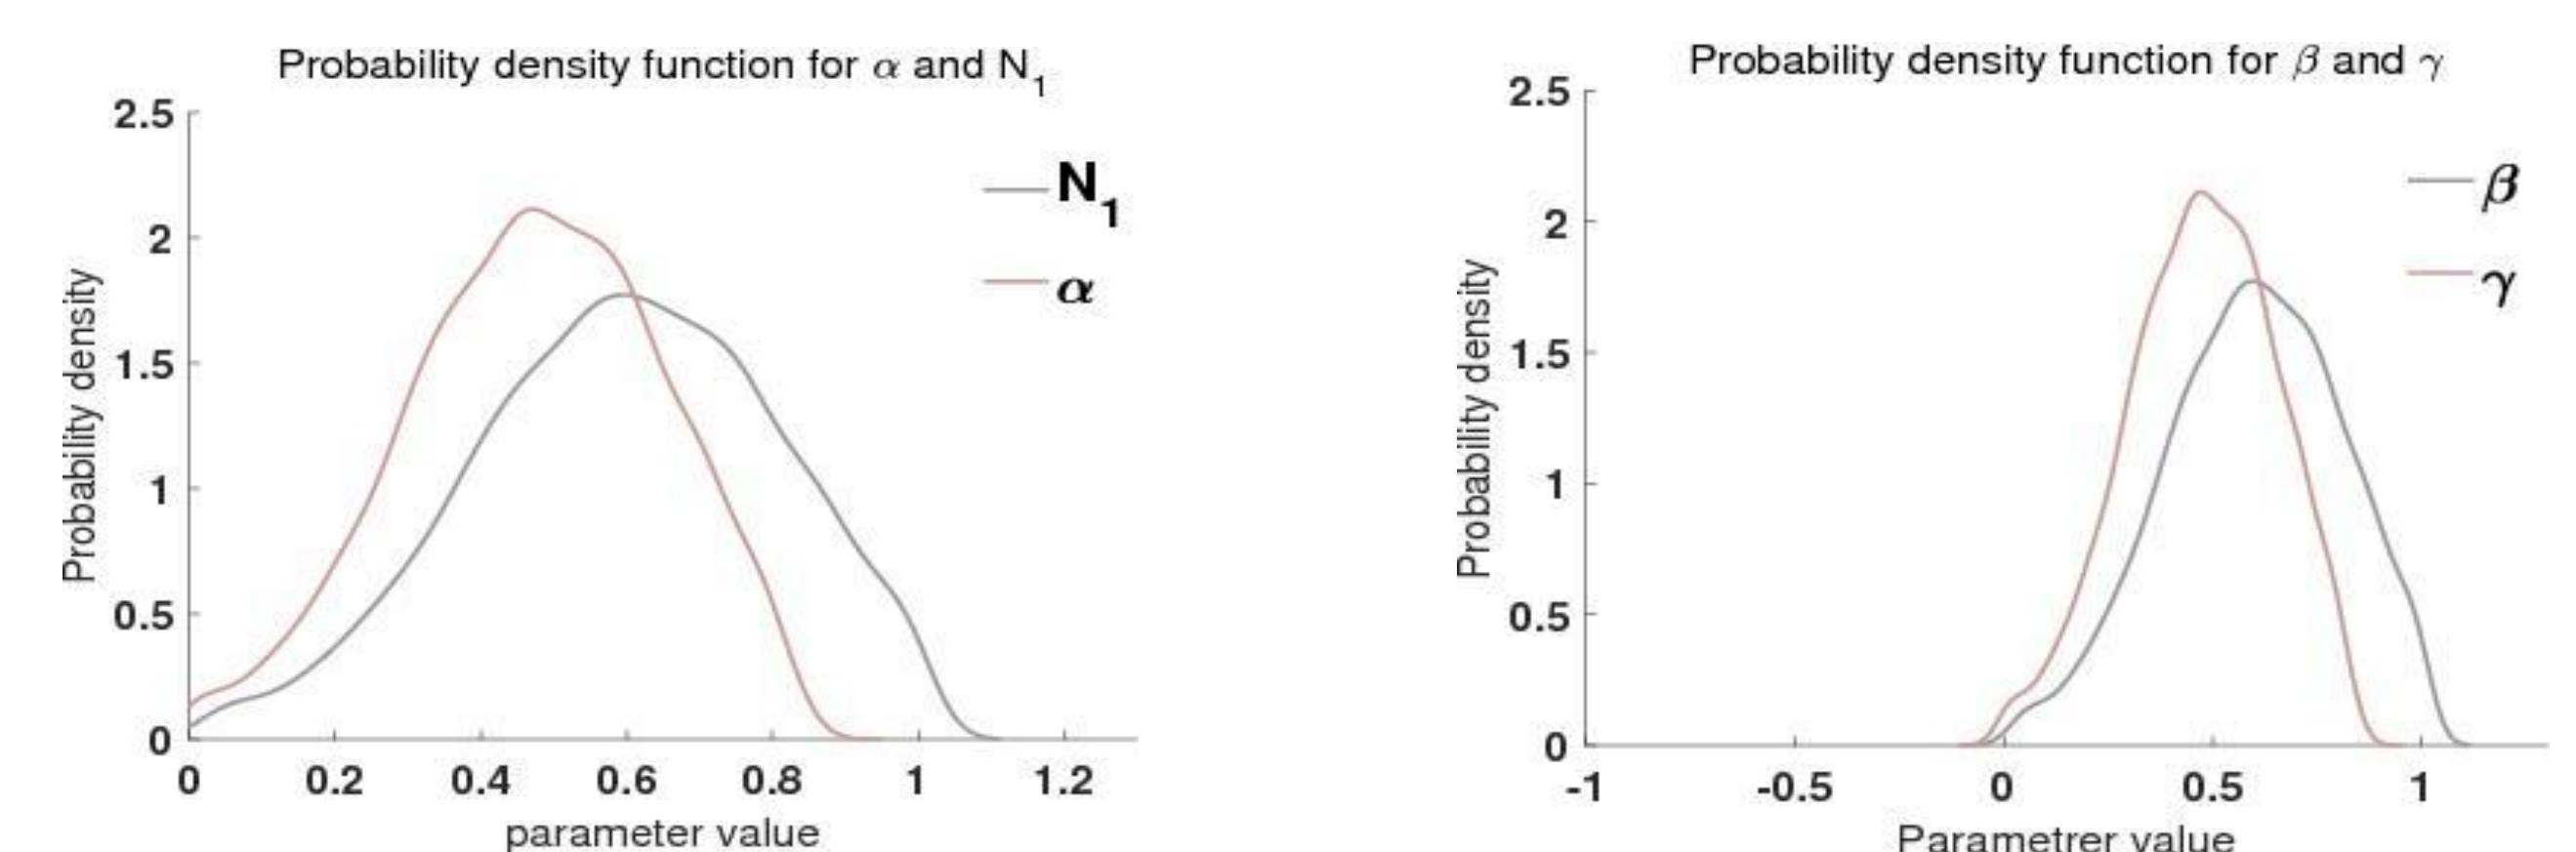 Probability density function for α and N1
2.5
2
1.5
1
0.5
0
Probability density
0 0.2 0.4 0.6 0.8 1 1.2
parameter value
N1
α
Probability density function for β and γ
2.5
2
1.5
1
0.5
0
Probability density
-1 -0.5 0 0.5 1
Parametrer value
β
γ